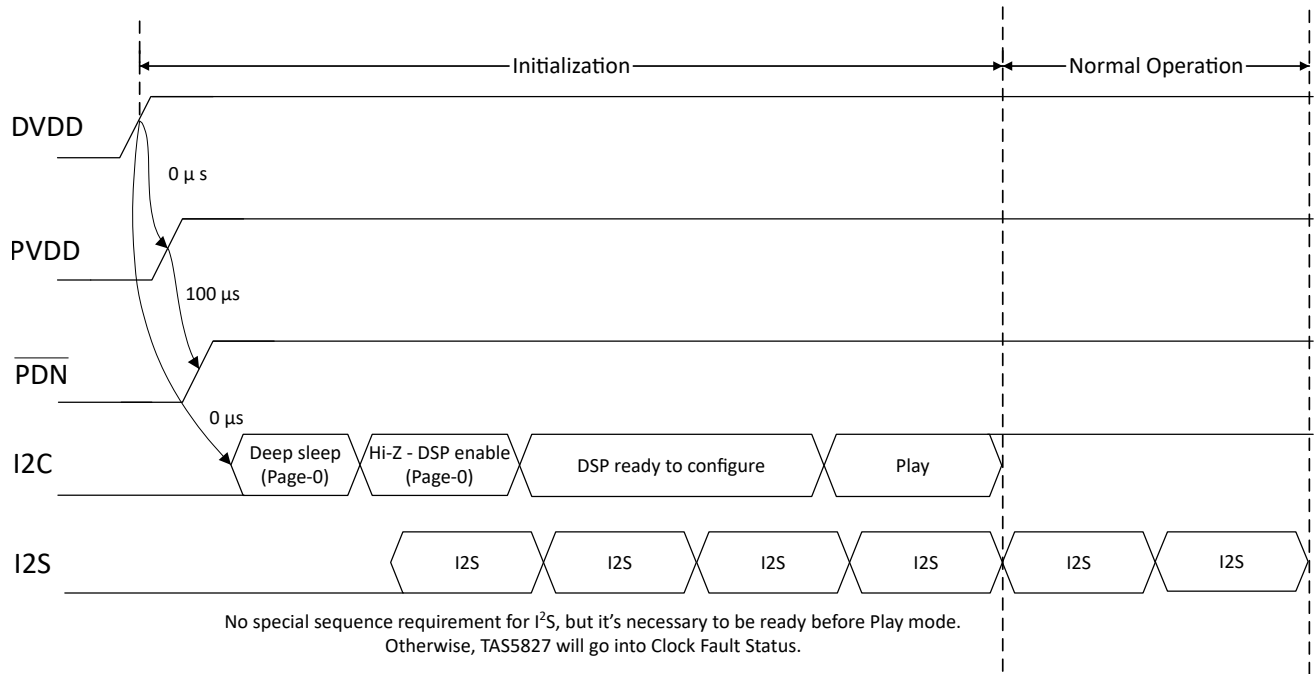 Initialization
Normal Operation
DVDD
0 µ s
PVDD
100 µs
PDN
0 µs
I2C
Deep sleep
(Page-0)
Hi-Z - DSP enable
(Page-0)
DSP ready to configure
Play
I2S
I2S
I2S
I2S
I2S
I2S
I2S
No special sequence requirement for I²S, but it's necessary to be ready before Play mode.
Otherwise, TAS5827 will go into Clock Fault Status.